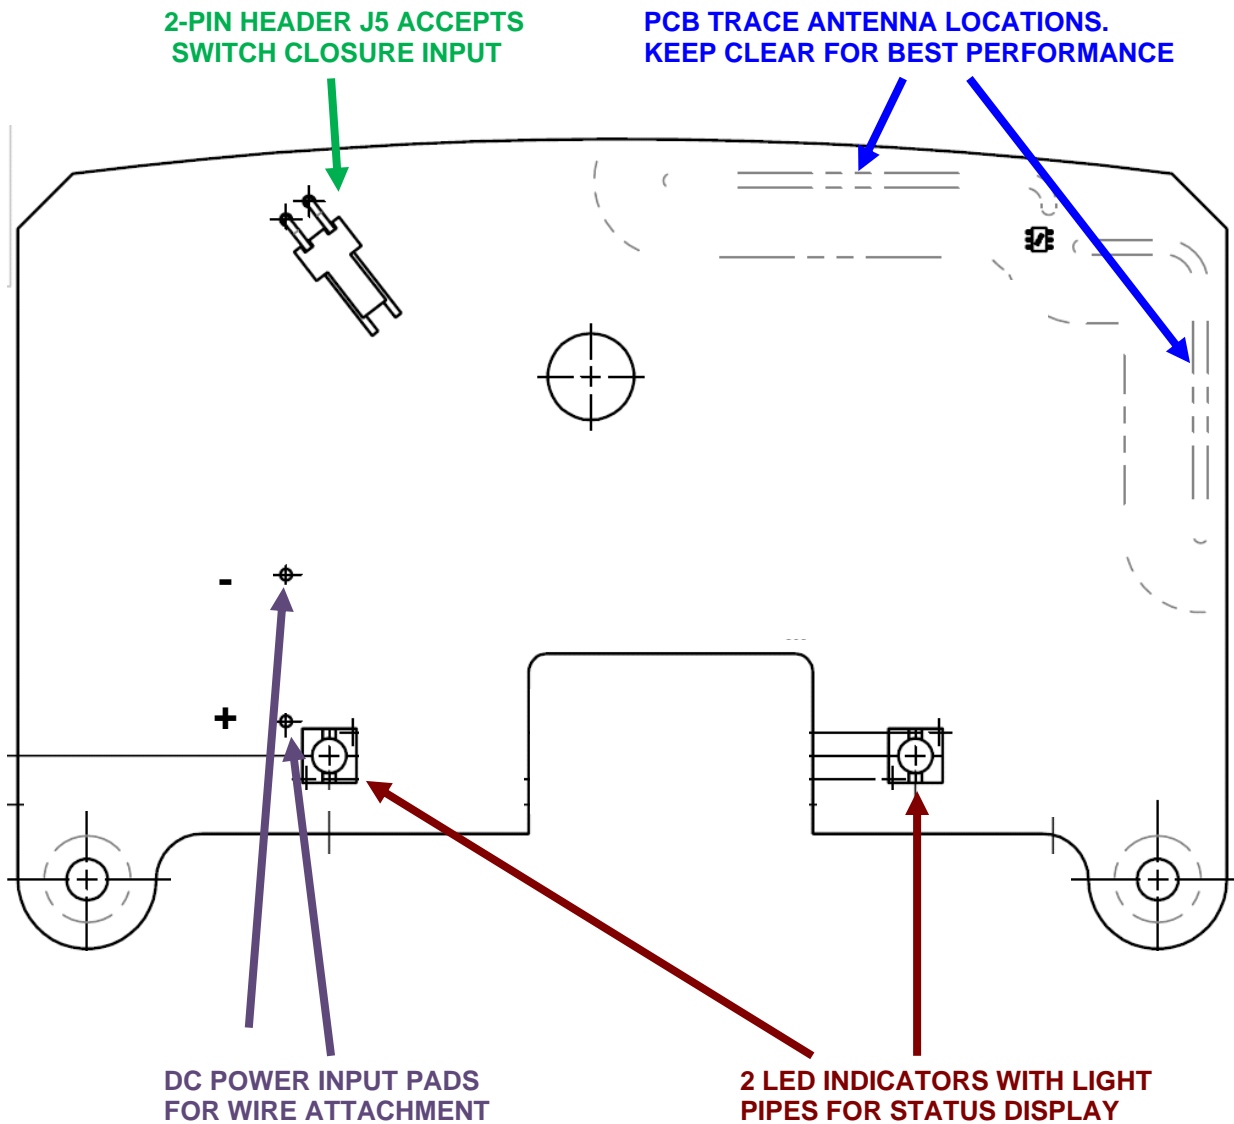 2-PIN HEADER J5 ACCEPTS
SWITCH CLOSURE INPUT
PCB TRACE ANTENNA LOCATIONS.
KEEP CLEAR FOR BEST PERFORMANCE
-
+
DC POWER INPUT PADS
FOR WIRE ATTACHMENT
2 LED INDICATORS WITH LIGHT
PIPES FOR STATUS DISPLAY